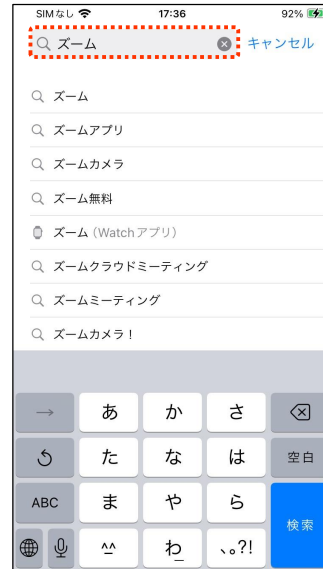 SIMなし 17:36 92%
ズーム キャンセル
ズーム
ズームアプリ
ズームカメラ
ズーム無料
ズーム（Watchアプリ）
ズームクラウドミーティング
ズームミーティング
ズームカメラ！
→ あ か さ
た な は 空白
ABC ま や ら
検索
^^ わ 、。?!